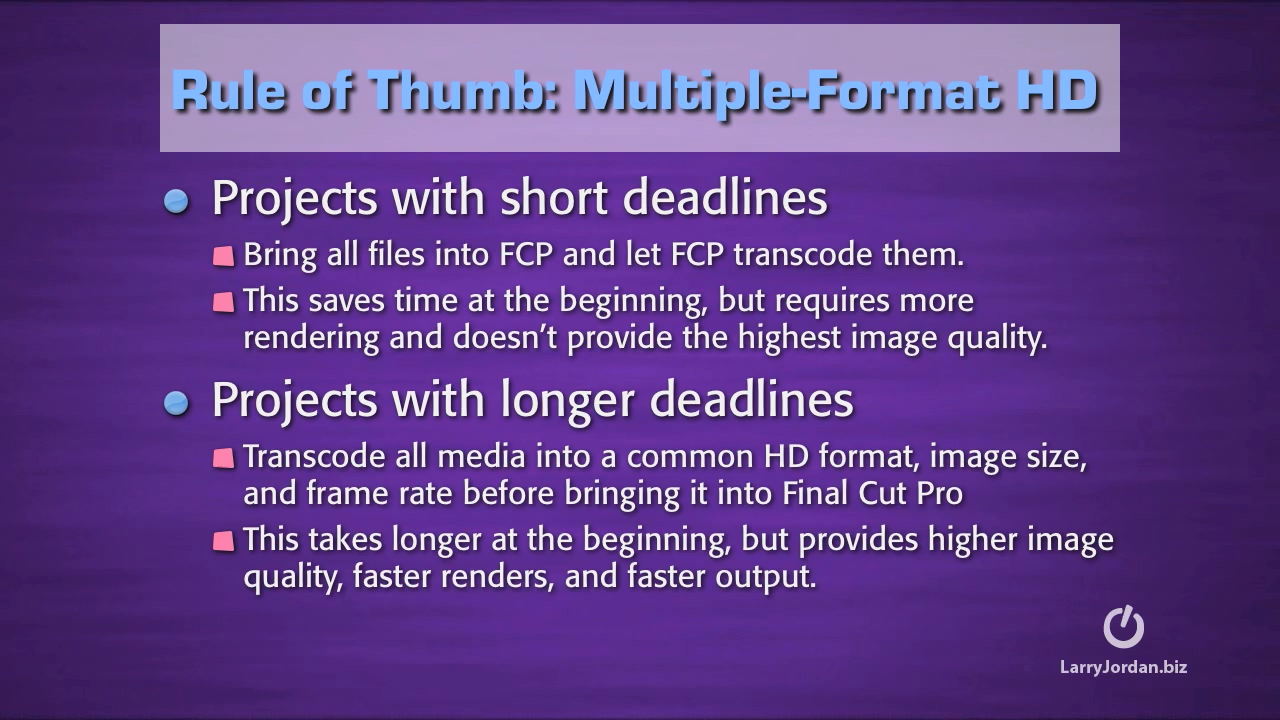 Rule of Thumb: Multiple-Format HD
Projects with short deadlines
Bring all files into FCP and let FCP transcode them.
This saves time at the beginning, but requires more
rendering and doesn’t provide the highest image quality.
Projects with longer deadlines
Transcode all media into a common HD format, image size,
and frame rate before bringing it into Final Cut Pro
This takes longer at the beginning, but provides higher image
quality, faster renders, and faster output.
LarryJordan.biz